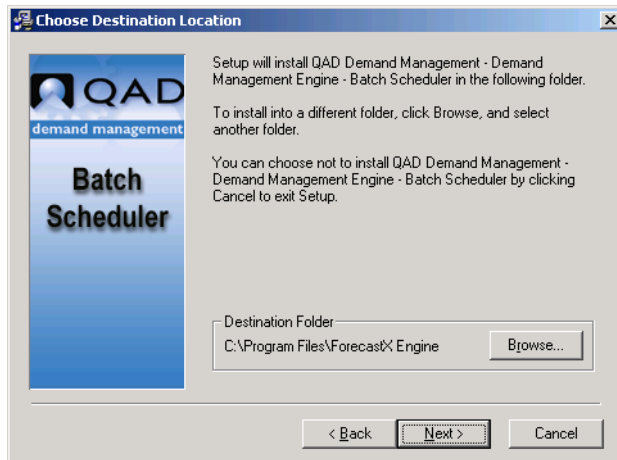 Choose Destination Location
QAD
demand management
Batch
Scheduler
Setup will install QAD Demand Management - Demand
Management Engine - Batch Scheduler in the following folder.
To install into a different folder, click Browse, and select
another folder.
You can choose not to install QAD Demand Management -
Demand Management Engine - Batch Scheduler by clicking
Cancel to exit Setup.
Destination Folder
C:\Program Files\ForecastX Engine
Browse...
< Back Next > Cancel